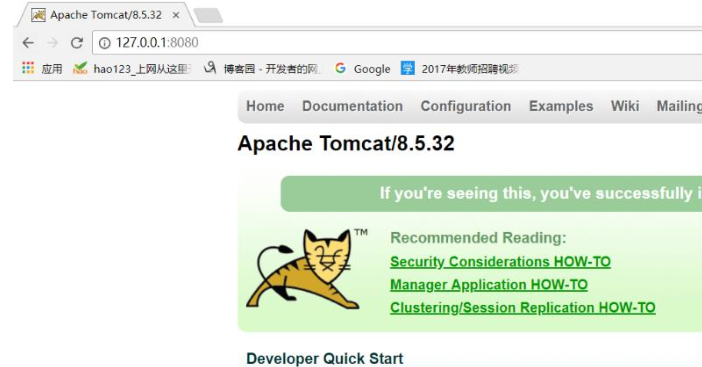 Apache Tomcat/8.5.32
127.0.0.1:8080
应用 hao123_上网从这里 博客园 - 开发者的网 Google 学 2017年教师招聘视频
Home Documentation Configuration Examples Wiki Mailing
Apache Tomcat/8.5.32
If you're seeing this, you've successfully i
TM
Recommended Reading:
Security Considerations HOW-TO
Manager Application HOW-TO
Clustering/Session Replication HOW-TO
Developer Quick Start